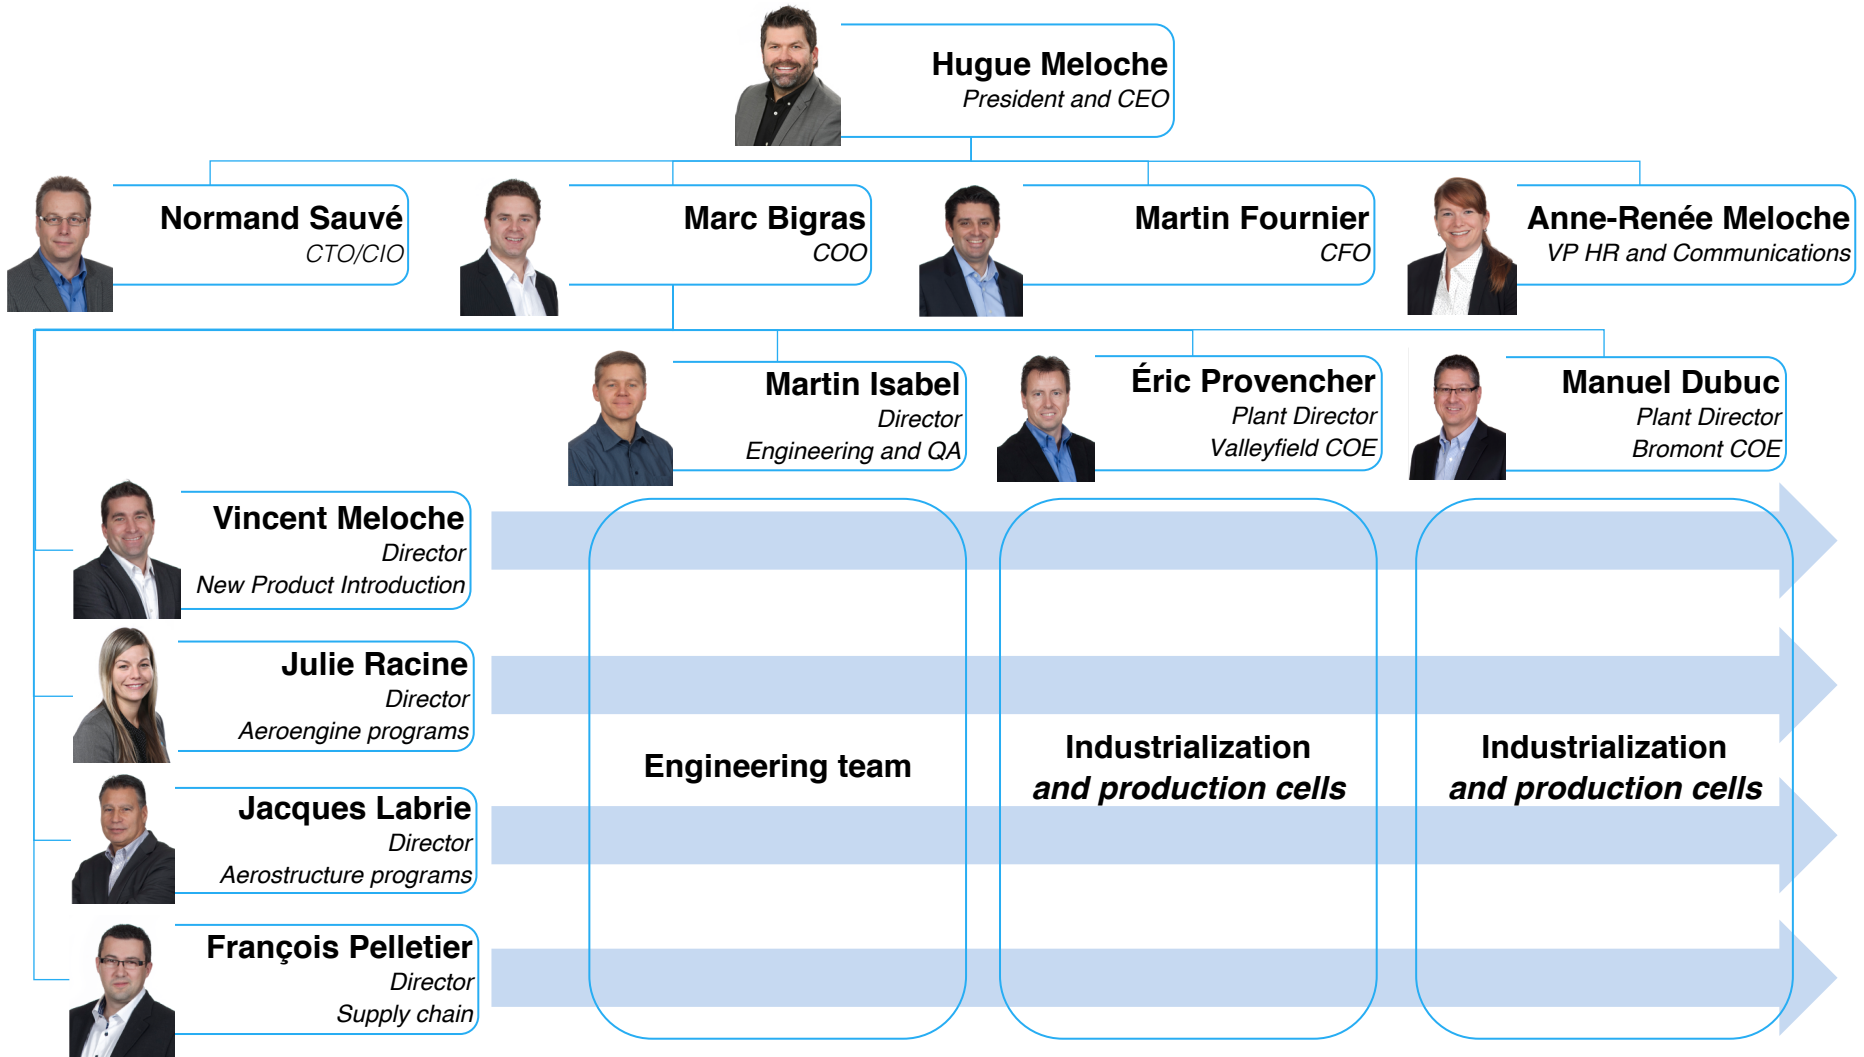 Hugue Meloche
President and CEO
Normand Sauvé
CTO/CIO
Marc Bigras
COO
Martin Fournier
CFO
Anne-Renée Meloche
VP HR and Communications
Martin Isabel
Director
Engineering and QA
Éric Provencher
Plant Director
Valleyfield COE
Manuel Dubuc
Plant Director
Bromont COE
Vincent Meloche
Director
New Product Introduction
Julie Racine
Director
Aeroengine programs
Jacques Labrie
Director
Aerostructure programs
François Pelletier
Director
Supply chain
Engineering team
Industrialization
and production cells
Industrialization
and production cells